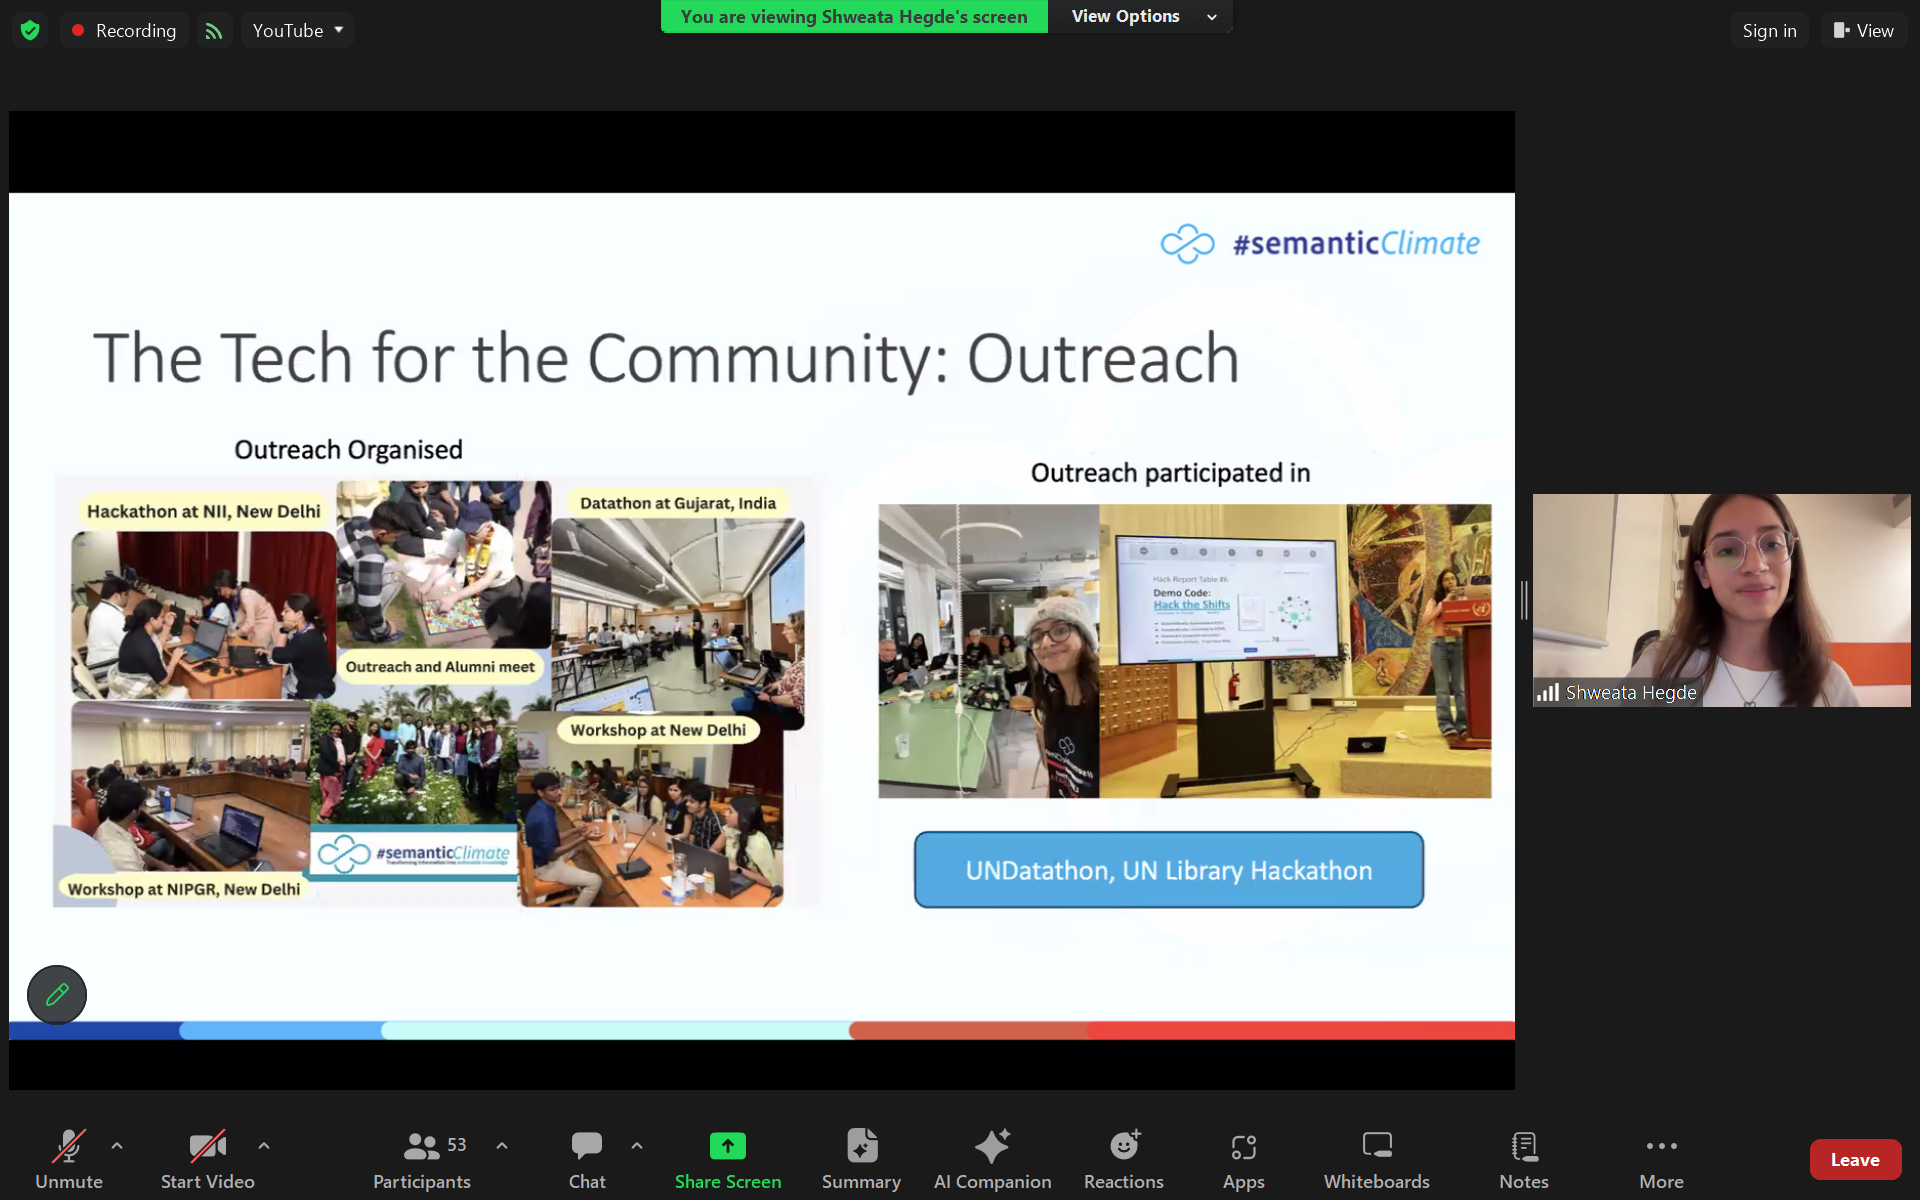 Recording
YouTube
You are viewing Shweata Hegde's screen
View Options
Sign in
View
#semanticClimate
The Tech for the Community: Outreach
Outreach Organised
Outreach participated in
Hackathon at NII, New Delhi
Datathon at Gujarat, India
Outreach and Alumni meet
Workshop at New Delhi
#semanticClimate
Workshop at NIPGR, New Delhi
Hack Report Table #6
Demo Code:
Hack the Shifts
UNDatathon, UN Library Hackathon
Shweata Hegde
Unmute
Start Video
53
Participants
Chat
Share Screen
Summary
AI Companion
Reactions
Apps
Whiteboards
Notes
More
Leave